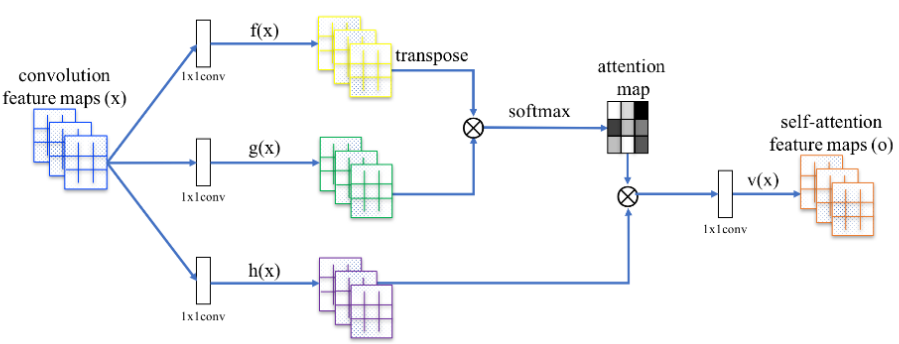 convolution
feature maps (x)
f(x)
1x1conv
transpose
g(x)
1x1conv
h(x)
1x1conv
softmax
attention
map
v(x)
1x1conv
self-attention
feature maps (o)